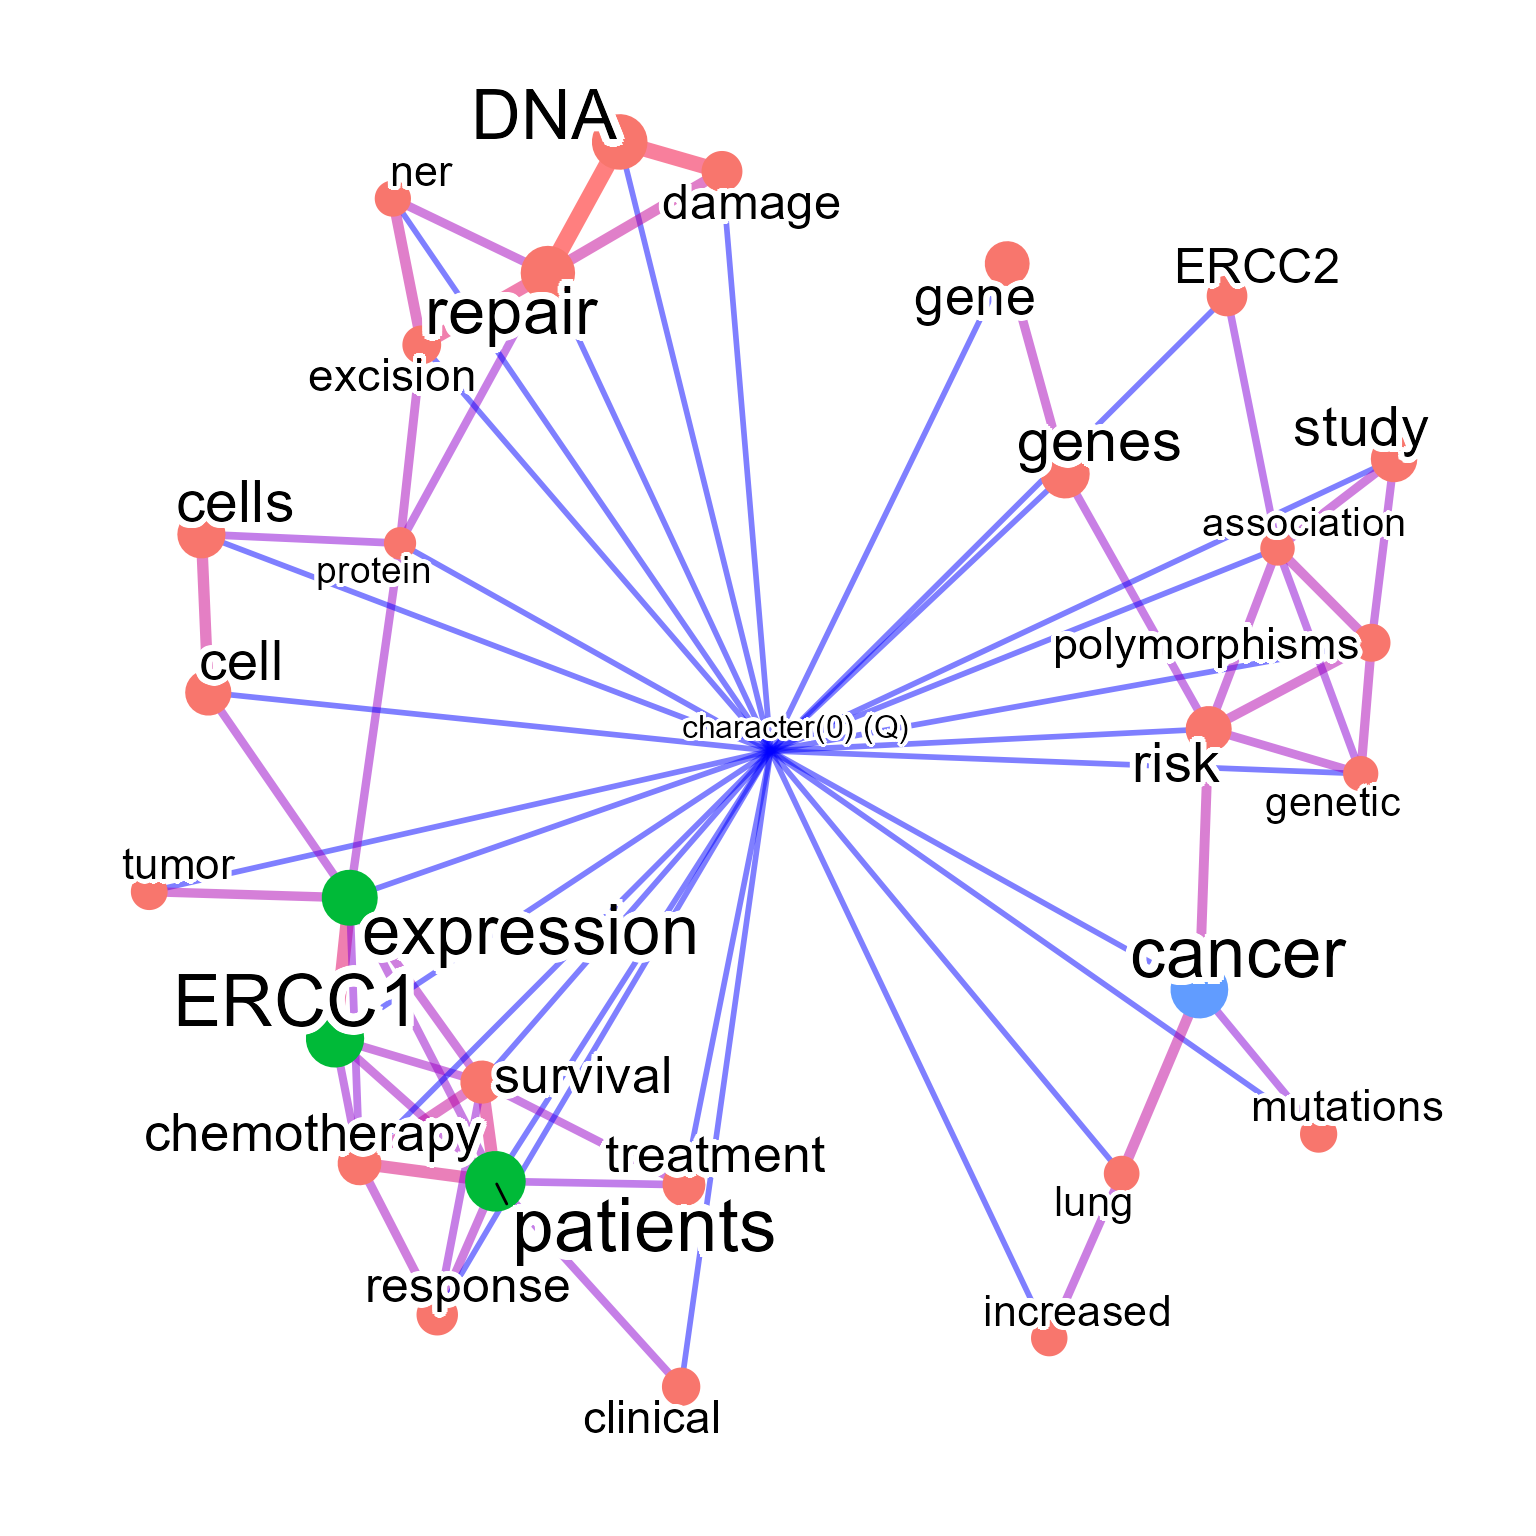 DNA
ner
damage
repair
excision
gene
ERCC2
genes
study
association
cells
protein
cell
polymorphisms
character(0) (Q)
risk
genetic
tumor
expression
cancer
ERCC1
survival
chemotherapy
treatment
mutations
patients
lung
response
increased
clinical